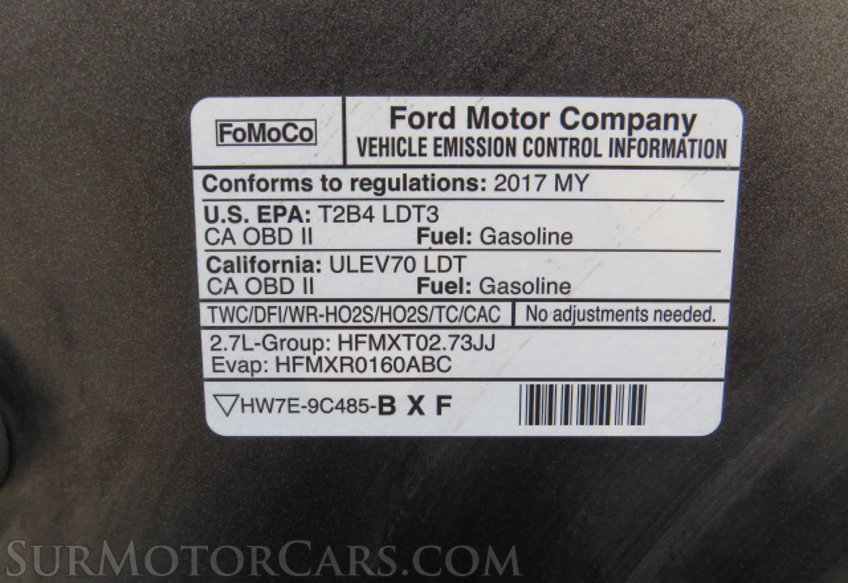 FoMoCo
Ford Motor Company
VEHICLE EMISSION CONTROL INFORMATION
Conforms to regulations: 2017 MY
U.S. EPA: T2B4 LDT3
CA OBD II Fuel: Gasoline
California: ULEV70 LDT
CA OBD II Fuel: Gasoline
TWC/DFI/WR-HO2S/HO2S/TC/CAC No adjustments needed.
2.7L-Group: HFMXT02.73JJ
Evap: HFMXR0160ABC
HW7E-9C485-B X F
SURMOTORCARS.COM